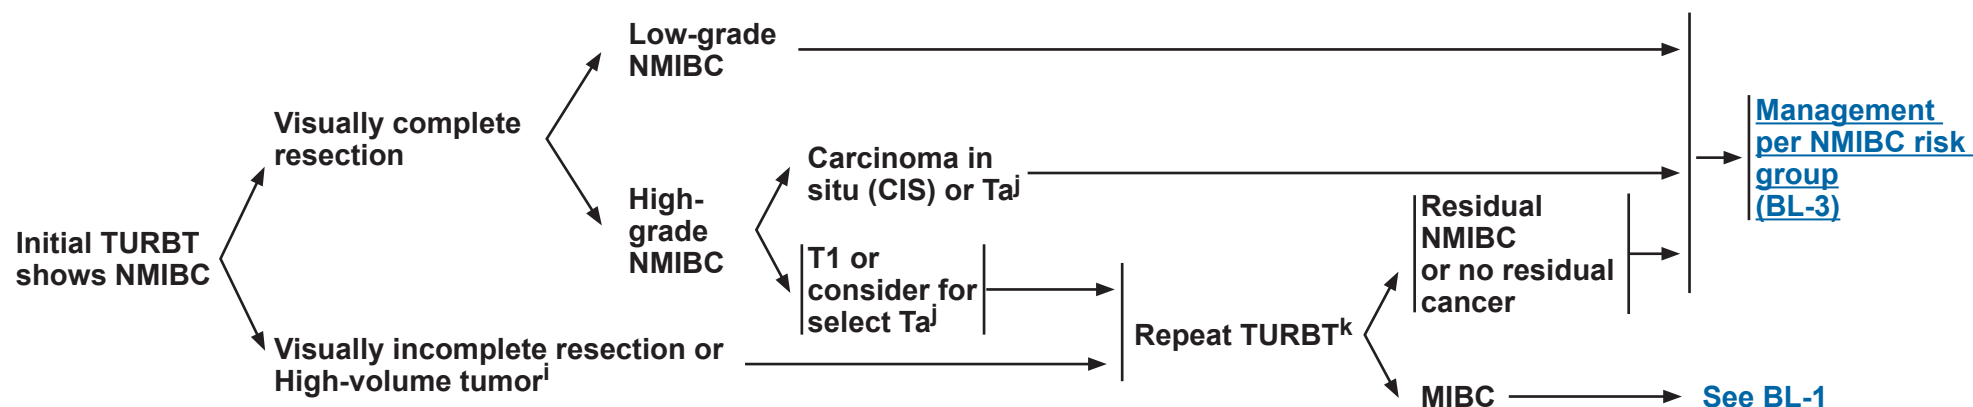 Initial TURBT
shows NMIBC
Visually complete
resection
Low-grade
NMIBC
High-
grade
NMIBC
Carcinoma in
situ (CIS) or Taʲ
T1 or
consider for
select Taʲ
Visually incomplete resection or
High-volume tumorⁱ
Repeat TURBTᵏ
Residual
NMIBC
or no residual
cancer
MIBC
Management
per NMIBC risk
group
(BL-3)
See BL-1